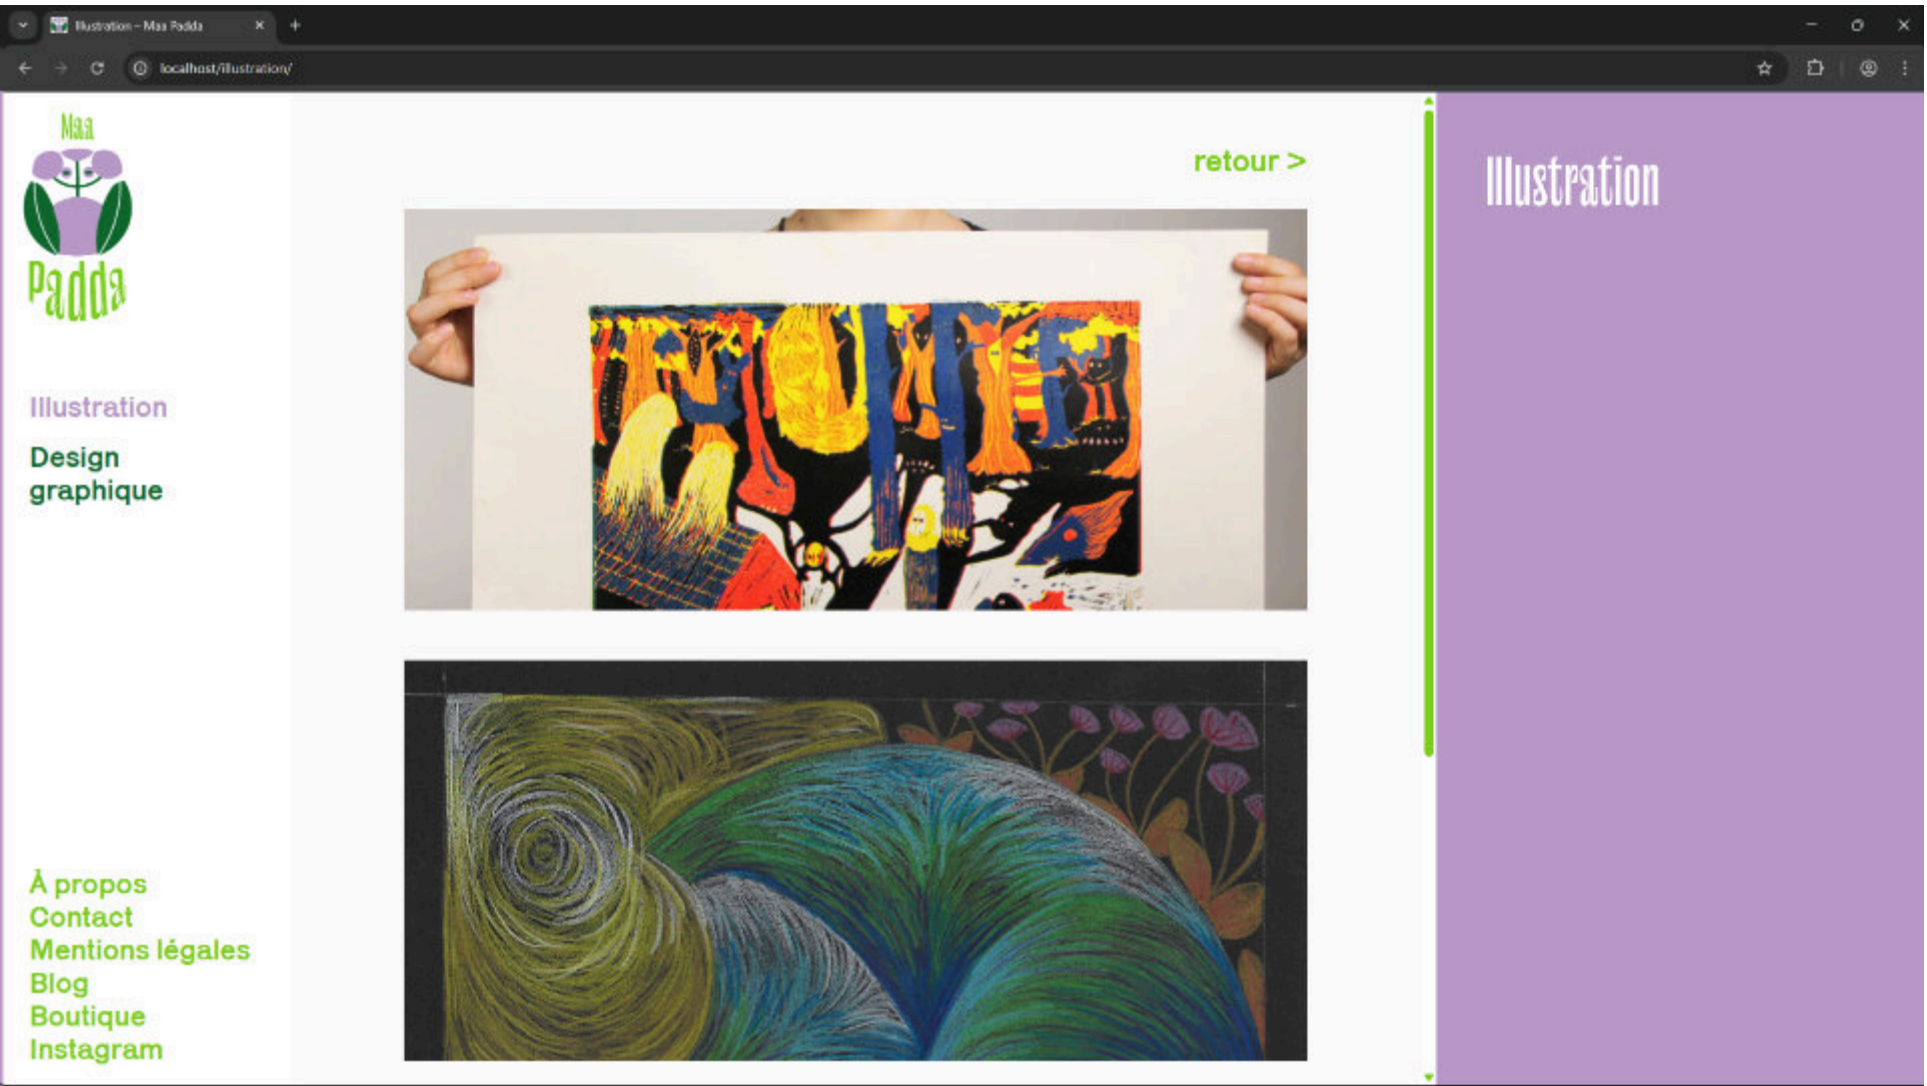 Illustration – Maa Padda
localhost/illustration/
Maa
Padda
Illustration
Design
graphique
À propos
Contact
Mentions légales
Blog
Boutique
Instagram
retour >
Illustration